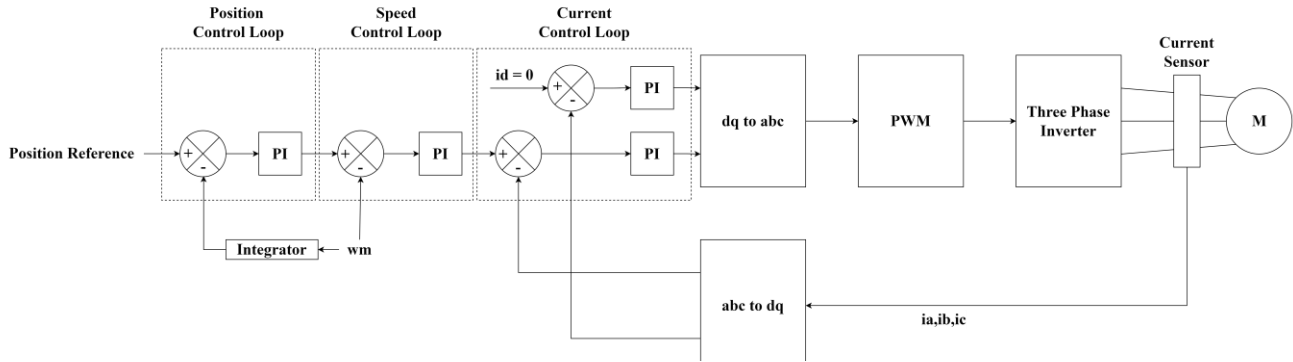 Position
Control Loop
Speed
Control Loop
Current
Control Loop
Current
Sensor
id = 0
+
-
PI
dq to abc
PWM
Three Phase
Inverter
M
Position Reference
+
-
PI
+
-
PI
+
-
PI
Integrator
wm
abc to dq
ia,ib,ic